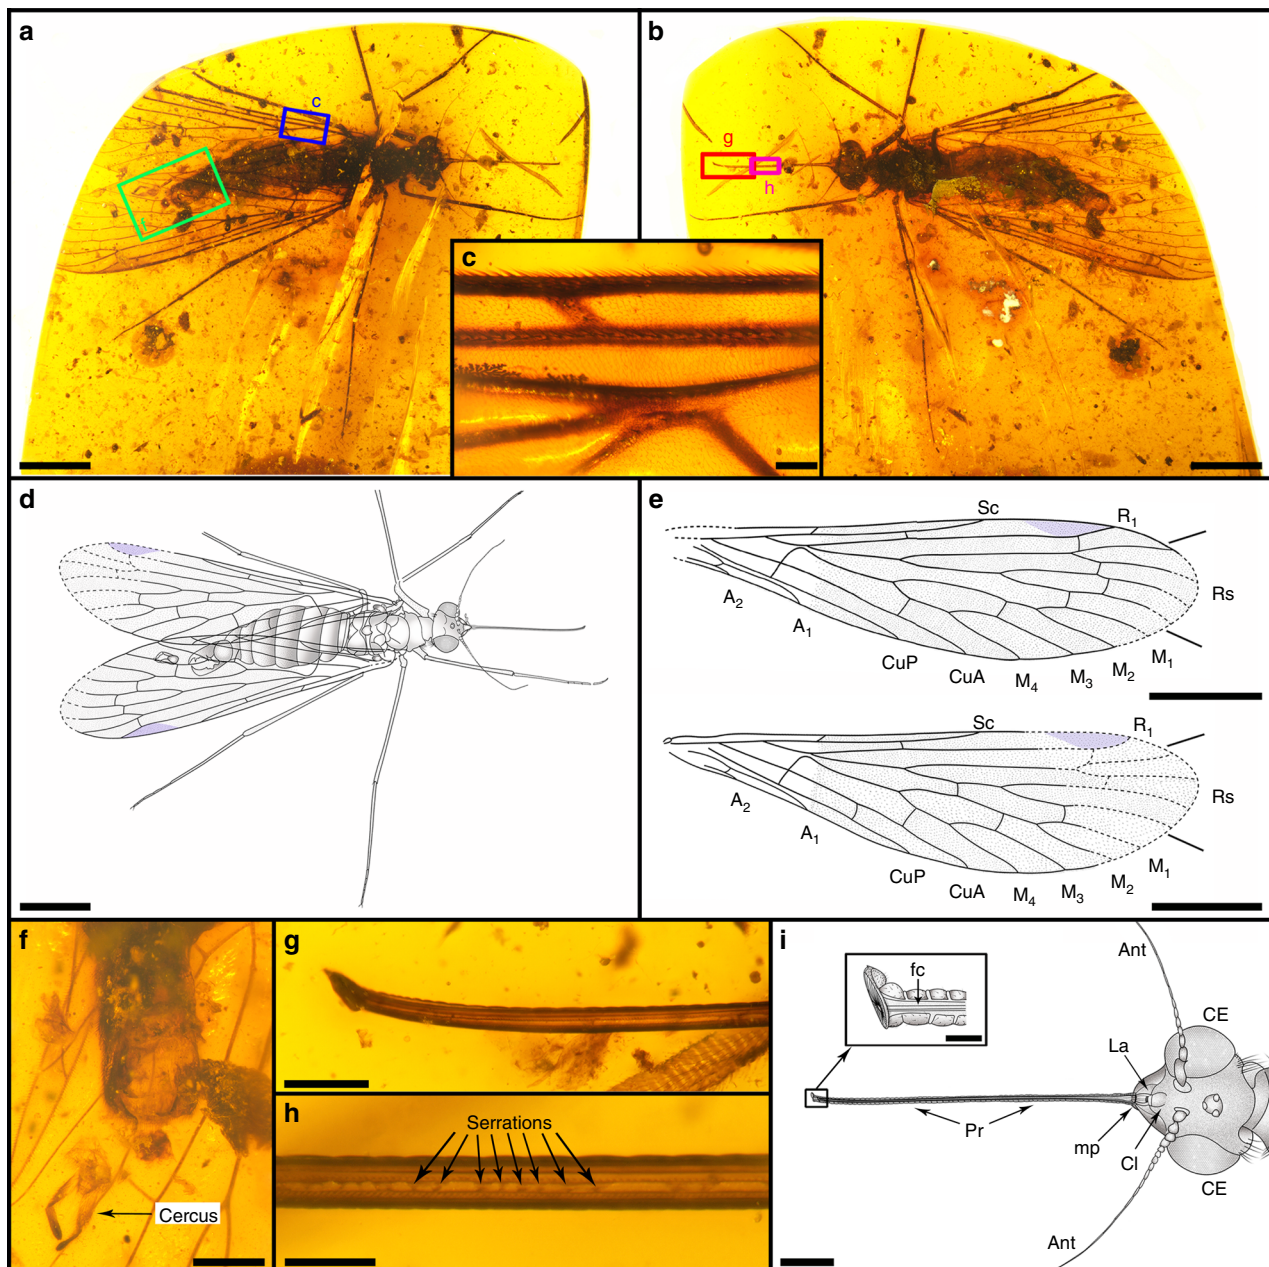 a
c
f
b
g
h
c
d
e
Sc
R1
Rs
M1
M2
M3
M4
CuA
CuP
A1
A2
Sc
R1
Rs
M1
M2
M3
M4
CuA
CuP
A1
A2
f
Cercus
g
h
Serrations
i
fc
Ant
CE
La
Pr
mp
Cl
CE
Ant